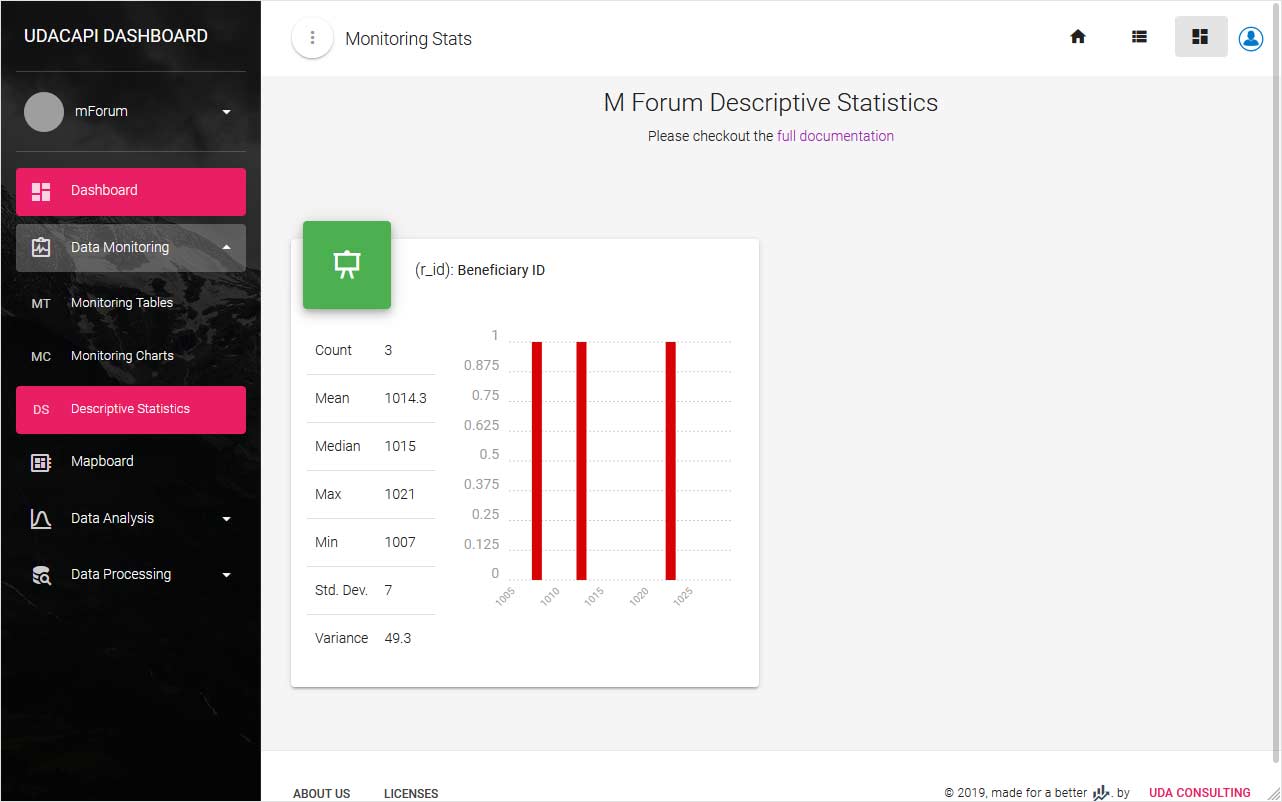 UDACAPI DASHBOARD
mForum
Dashboard
Data Monitoring
MT Monitoring Tables
MC Monitoring Charts
DS Descriptive Statistics
Mapboard
Data Analysis
Data Processing
Monitoring Stats
M Forum Descriptive Statistics
Please checkout the full documentation
(r_id): Beneficiary ID
Count 3
Mean 1014.3
Median 1015
Max 1021
Min 1007
Std. Dev. 7
Variance 49.3
1
0.875
0.75
0.625
0.5
0.375
0.25
0.125
0
1005 1010 1015 1020 1025
ABOUT US LICENSES
© 2019, made for a better . by UDA CONSULTING